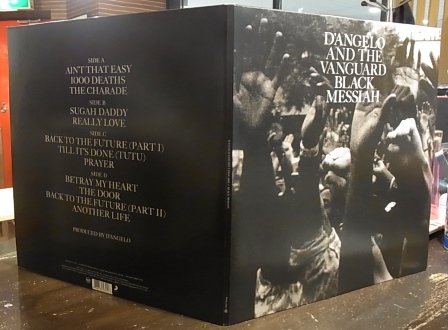 SIDE A
AIN'T THAT EASY
1000 DEATHS
THE CHARADE
SIDE B
SUGAH DADDY
REALLY LOVE
SIDE C
BACK TO THE FUTURE (PART I)
TILL IT'S DONE (TUTU)
PRAYER
SIDE D
BETRAY MY HEART
THE DOOR
BACK TO THE FUTURE (PART II)
ANOTHER LIFE
PRODUCED BY D'ANGELO
D'ANGELO
AND THE
VANGUARD
BLACK
MESSIAH